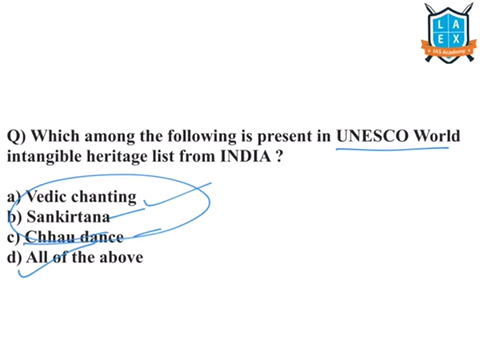 L A
E X
IAS Academy
Q) Which among the following is present in UNESCO World
intangible heritage list from INDIA ?
a) Vedic chanting
b) Sankirtana
c) Chhau dance
d) All of the above